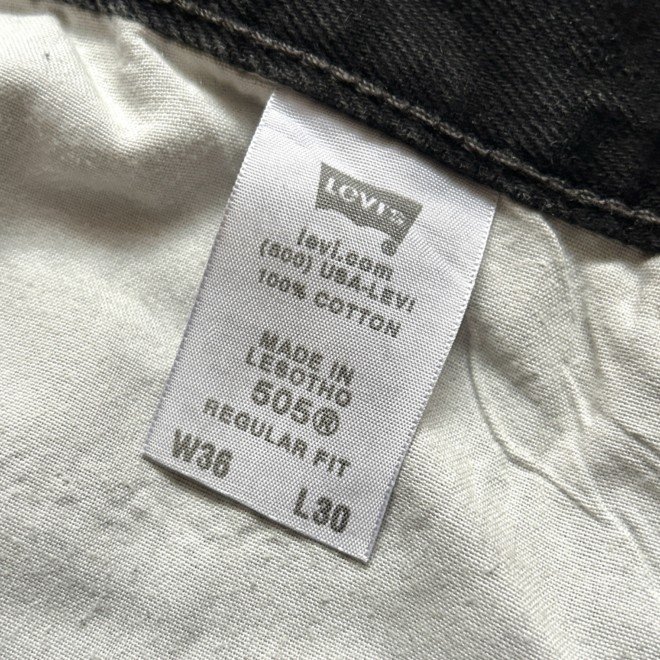 LEVI'S
levi.com
(800) USA-LEVI
100% COTTON
MADE IN
LESOTHO
505®
REGULAR FIT
W36 L30